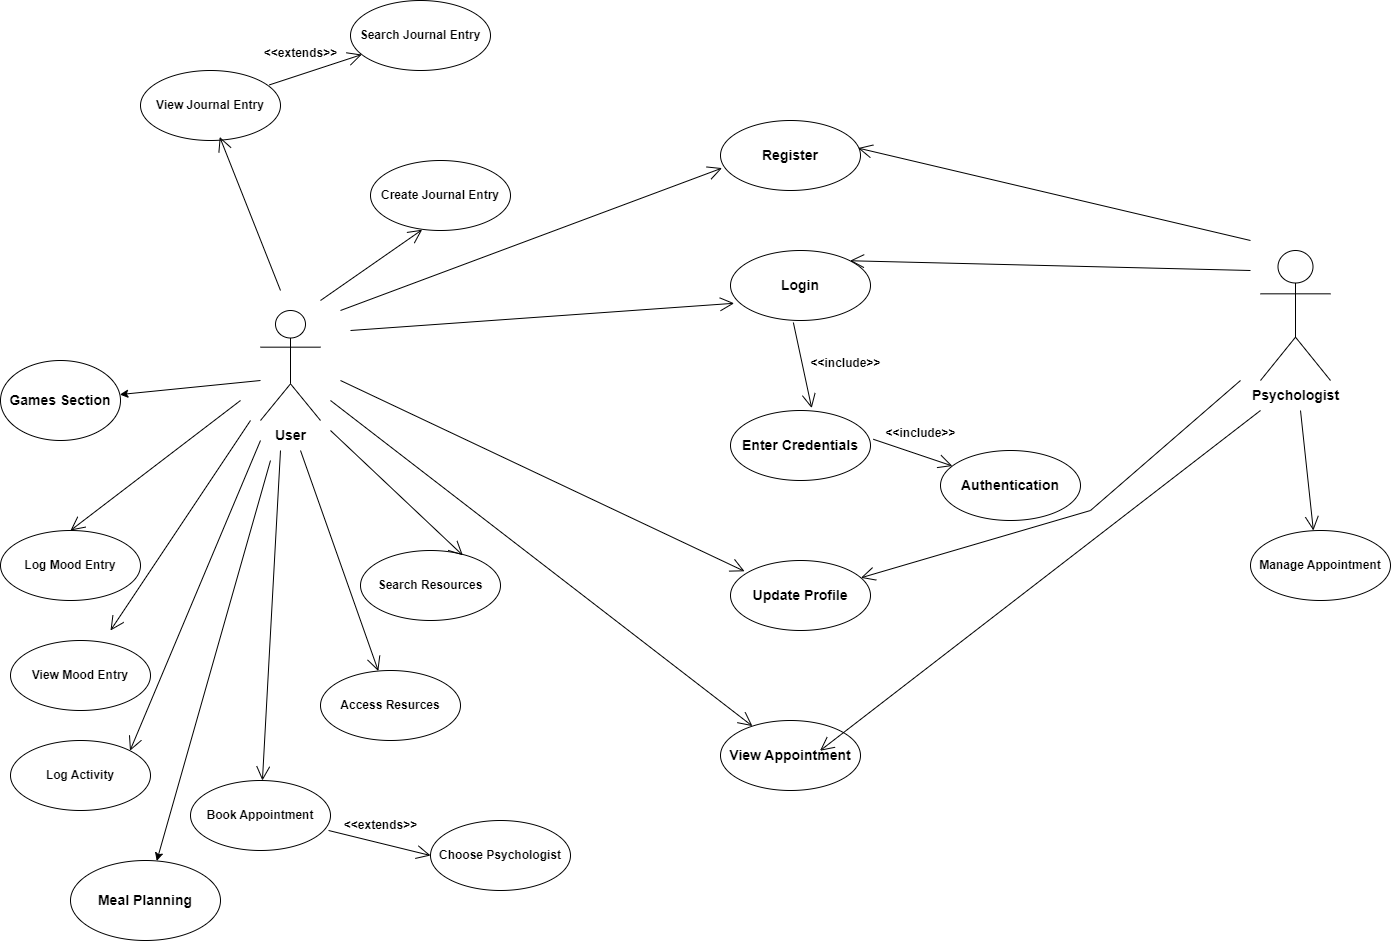 Search Journal Entry
<<extends>>
View Journal Entry
Register
Create Journal Entry
Login
<<include>>
Psychologist
Games Section
User
<<include>>
Enter Credentials
Authentication
Log Mood Entry
Manage Appointment
Search Resources
Update Profile
View Mood Entry
Access Resurces
View Appointment
Log Activity
Book Appointment
<<extends>>
Choose Psychologist
Meal Planning